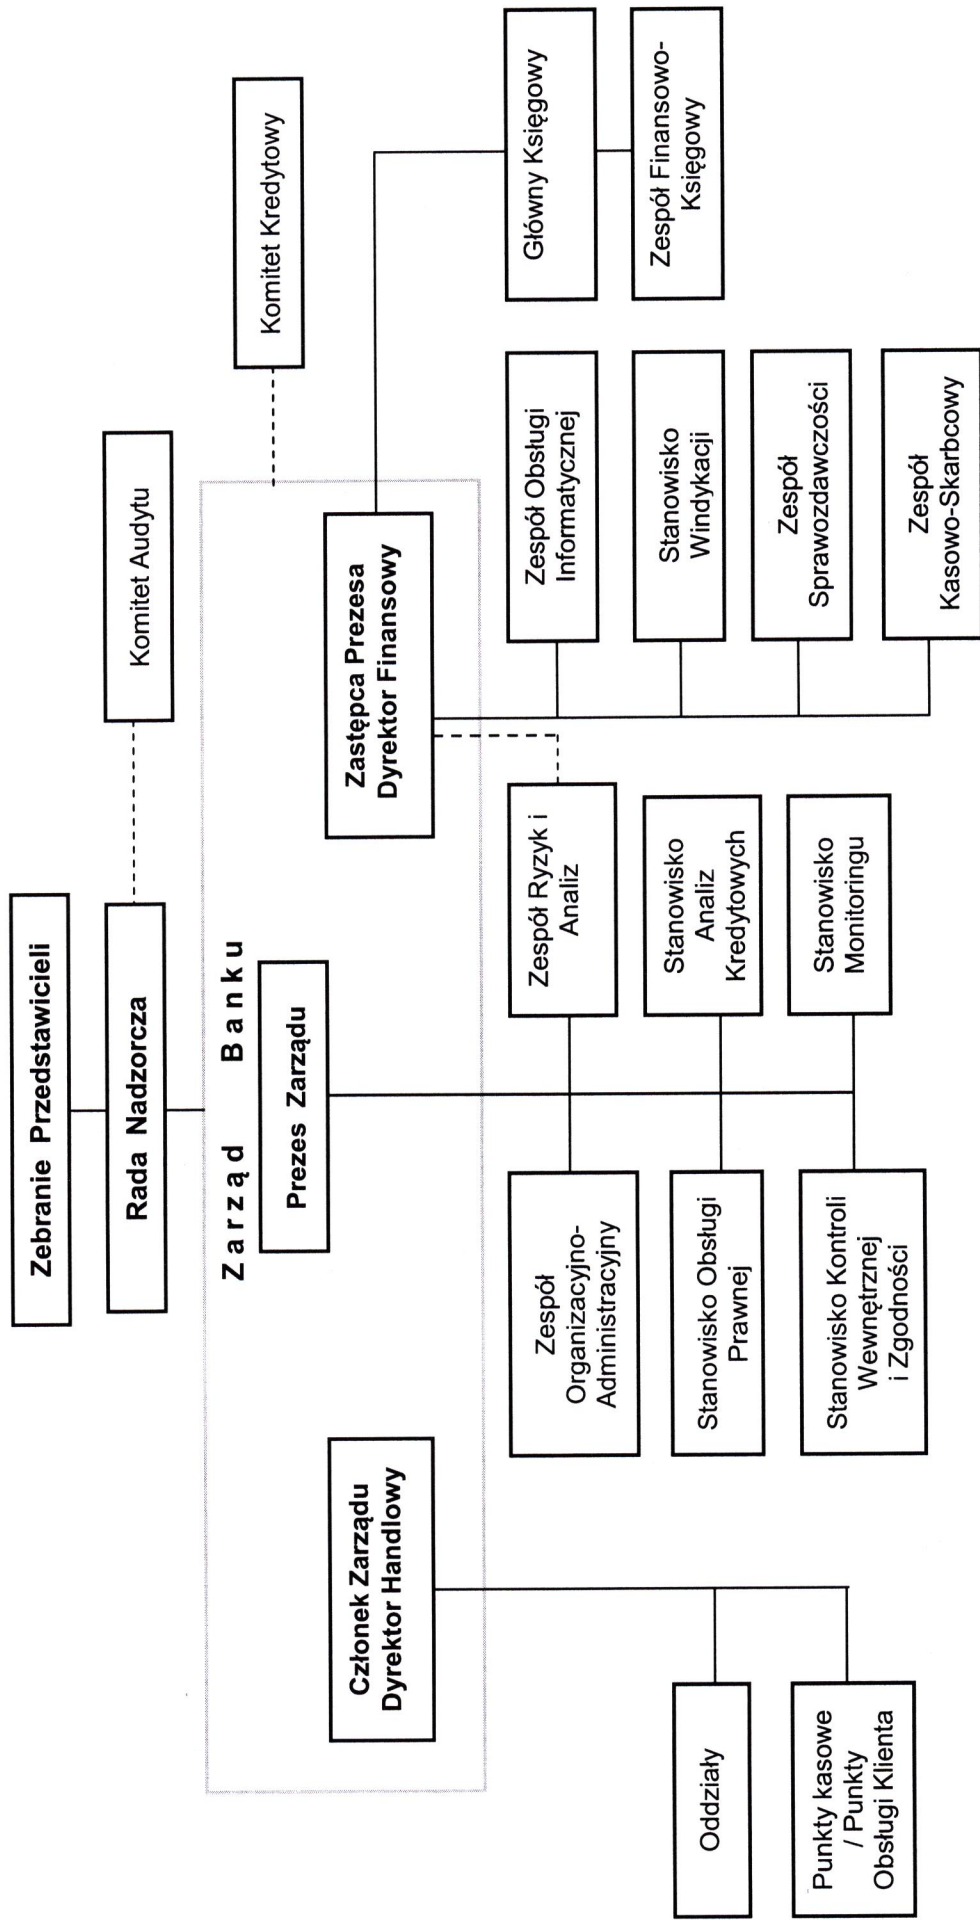 Zebranie Przedstawicieli
Rada Nadzorcza
Komitet Audytu
Zarząd Banku
Komitet Kredytowy
Prezes Zarządu
Członek Zarządu
Dyrektor Handlowy
Zastępca Prezesa
Dyrektor Finansowy
Oddziały
Punkty kasowe
/ Punkty
Obsługi Klienta
Zespół
Organizacyjno-
Administracyjny
Stanowisko Obsługi
Prawnej
Stanowisko Kontroli
Wewnętrznej
i Zgodności
Zespół Ryzyk i
Analiz
Stanowisko
Analiz
Kredytowych
Stanowisko
Monitoringu
Zespół Obsługi
Informatycznej
Stanowisko
Windykacji
Zespół
Sprawozdawczości
Zespół
Kasowo-Skarbcowy
Główny Księgowy
Zespół Finansowo-
Księgowy